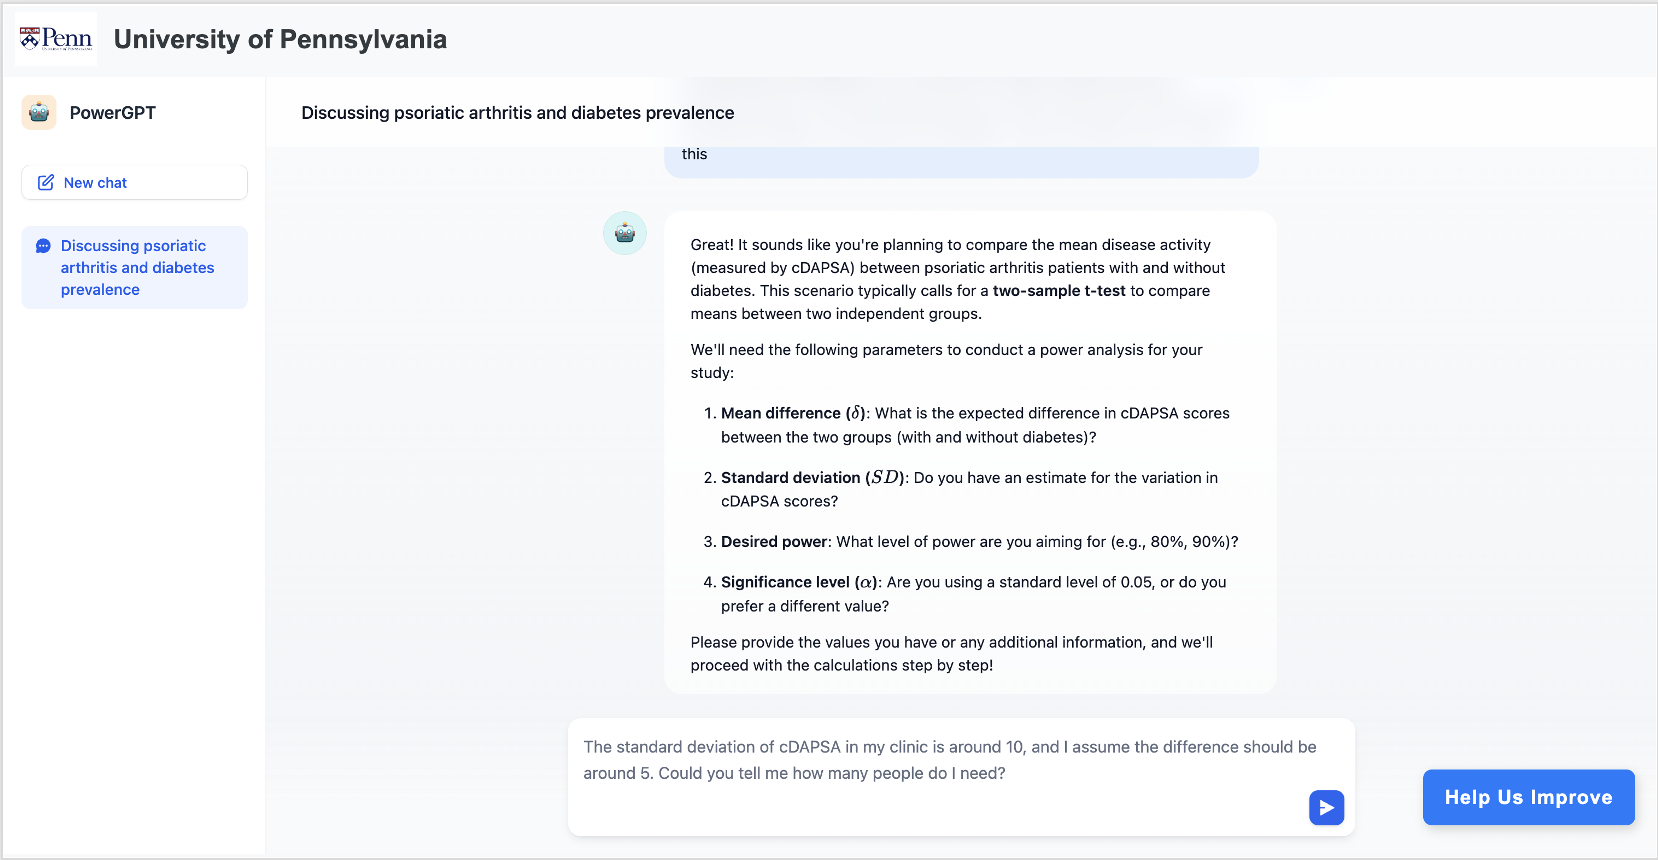 Penn
University of Pennsylvania
PowerGPT
New chat
Discussing psoriatic
arthritis and diabetes
prevalence
Discussing psoriatic arthritis and diabetes prevalence
this
Great! It sounds like you're planning to compare the mean disease activity
(measured by cDAPSA) between psoriatic arthritis patients with and without
diabetes. This scenario typically calls for a two-sample t-test to compare
means between two independent groups.
We'll need the following parameters to conduct a power analysis for your
study:
1. Mean difference (δ): What is the expected difference in cDAPSA scores
between the two groups (with and without diabetes)?
2. Standard deviation (SD): Do you have an estimate for the variation in
cDAPSA scores?
3. Desired power: What level of power are you aiming for (e.g., 80%, 90%)?
4. Significance level (α): Are you using a standard level of 0.05, or do you
prefer a different value?
Please provide the values you have or any additional information, and we'll
proceed with the calculations step by step!
The standard deviation of cDAPSA in my clinic is around 10, and I assume the difference should be
around 5. Could you tell me how many people do I need?
Help Us Improve